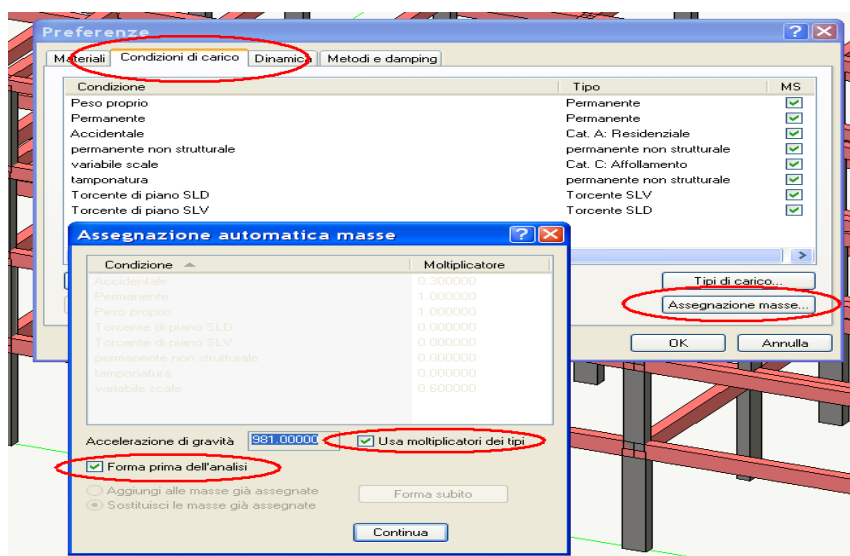 Preferenze
Materiali Condizioni di carico Dinamica Metodi e damping
Condizione Tipo MS
Peso proprio Permanente
Permanente Permanente
Accidentale Cat. A: Residenziale
permanente non strutturale permanente non strutturale
variabile scale Cat. C: Affollamento
tamponatura permanente non strutturale
Torcente di piano SLD Torcente SLV
Torcente di piano SLV Torcente SLD
Tipi di carico...
Assegnazione masse...
OK Annulla
Assegnazione automatica masse
Condizione Moltiplicatore
Accidentale 0.300000
Permanente 1.000000
Peso proprio 1.000000
Torcente di piano SLD 0.000000
Torcente di piano SLV 0.000000
permanente non strutturale 0.000000
tamponatura 0.000000
variabile scale 0.600000
Accelerazione di gravità 981.00000 Usa moltiplicatori dei tipi
Forma prima dell'analisi
Aggiungi alle masse già assegnate
Sostituisci le masse già assegnate
Forma subito
Continua